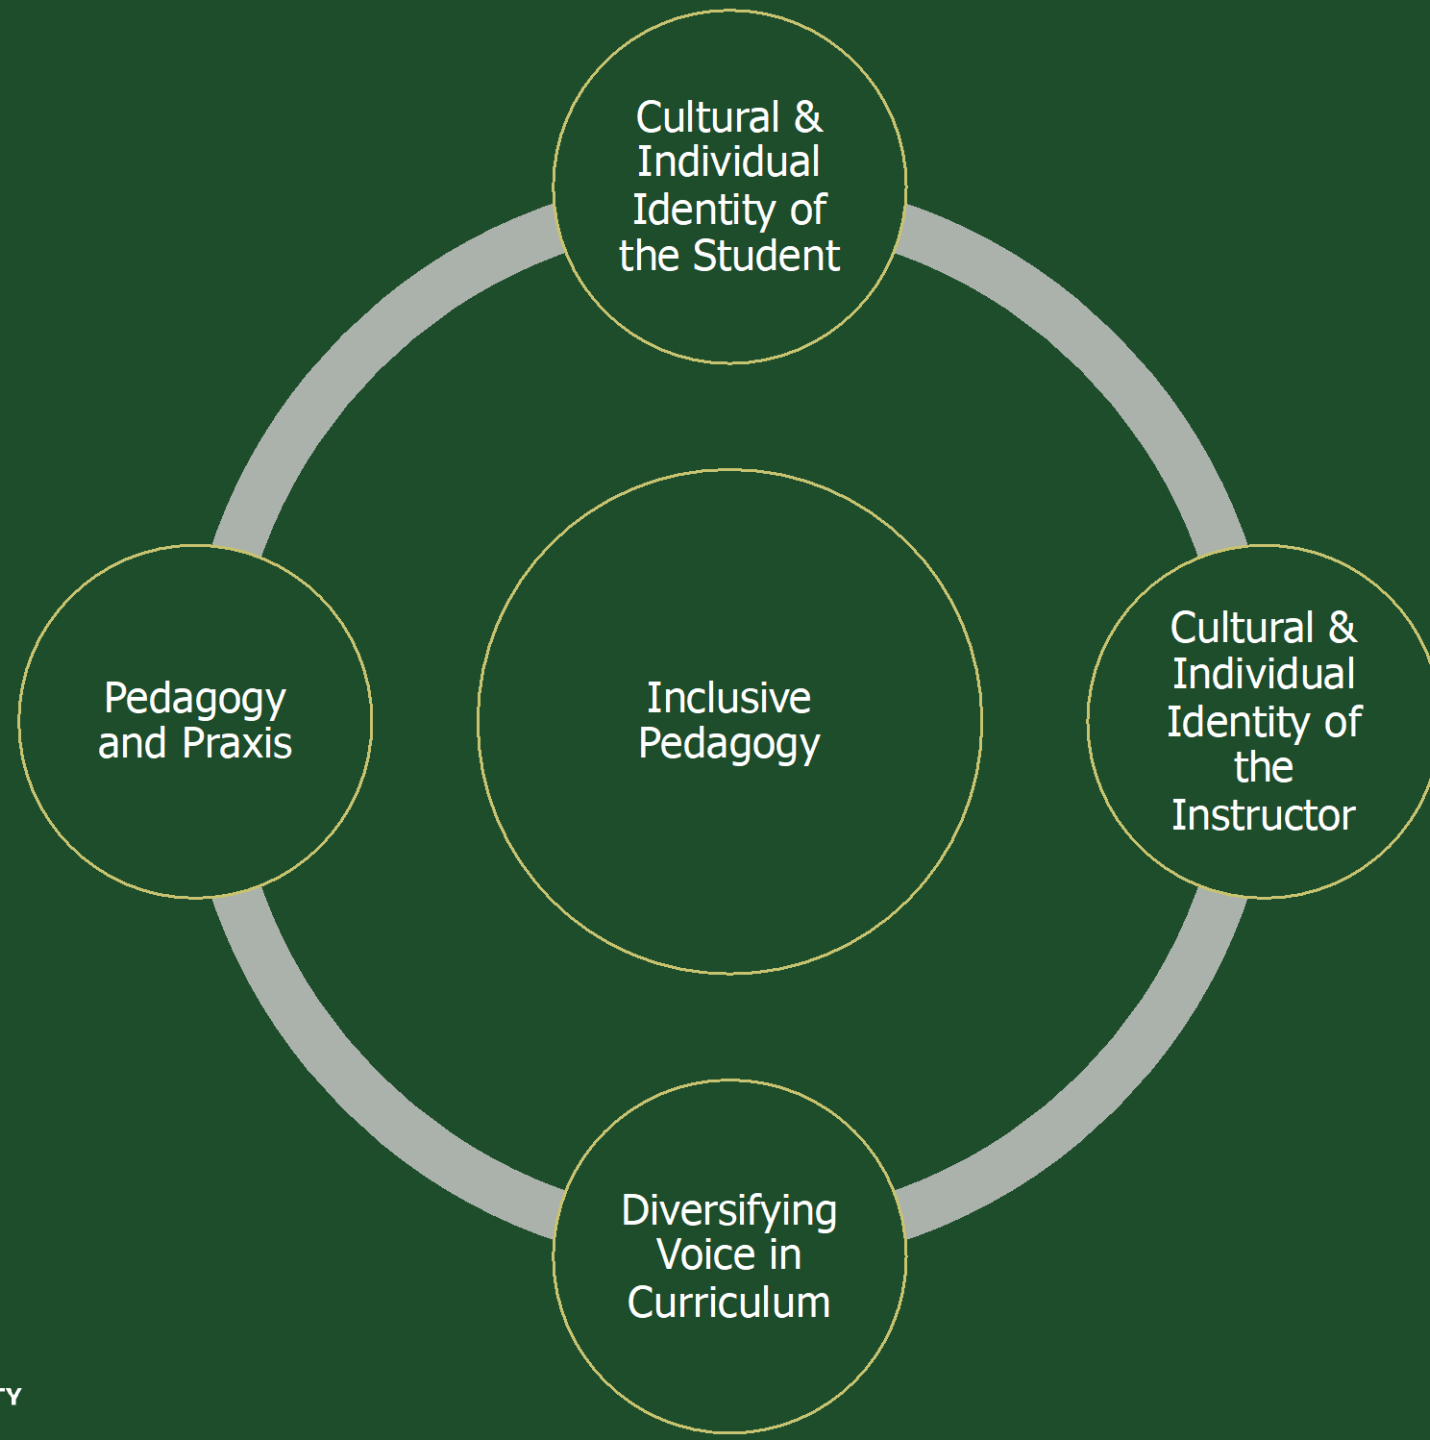 Cultural &
Individual
Identity of
the Student
Pedagogy
and Praxis
Inclusive
Pedagogy
Cultural &
Individual
Identity of
the
Instructor
Diversifying
Voice in
Curriculum